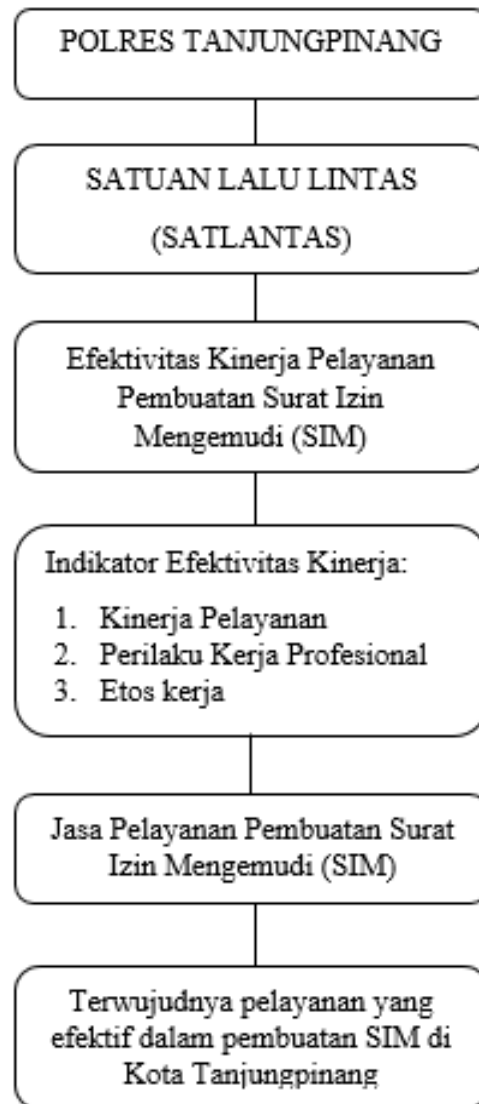 POLRES TANJUNGPINANG
SATUAN LALU LINTAS
(SATLANTAS)
Efektivitas Kinerja Pelayanan
Pembuatan Surat Izin
Mengemudi (SIM)
Indikator Efektivitas Kinerja:
1. Kinerja Pelayanan
2. Perilaku Kerja Profesional
3. Etos kerja
Jasa Pelayanan Pembuatan Surat
Izin Mengemudi (SIM)
Terwujudnya pelayanan yang
efektif dalam pembuatan SIM di
Kota Tanjungpinang